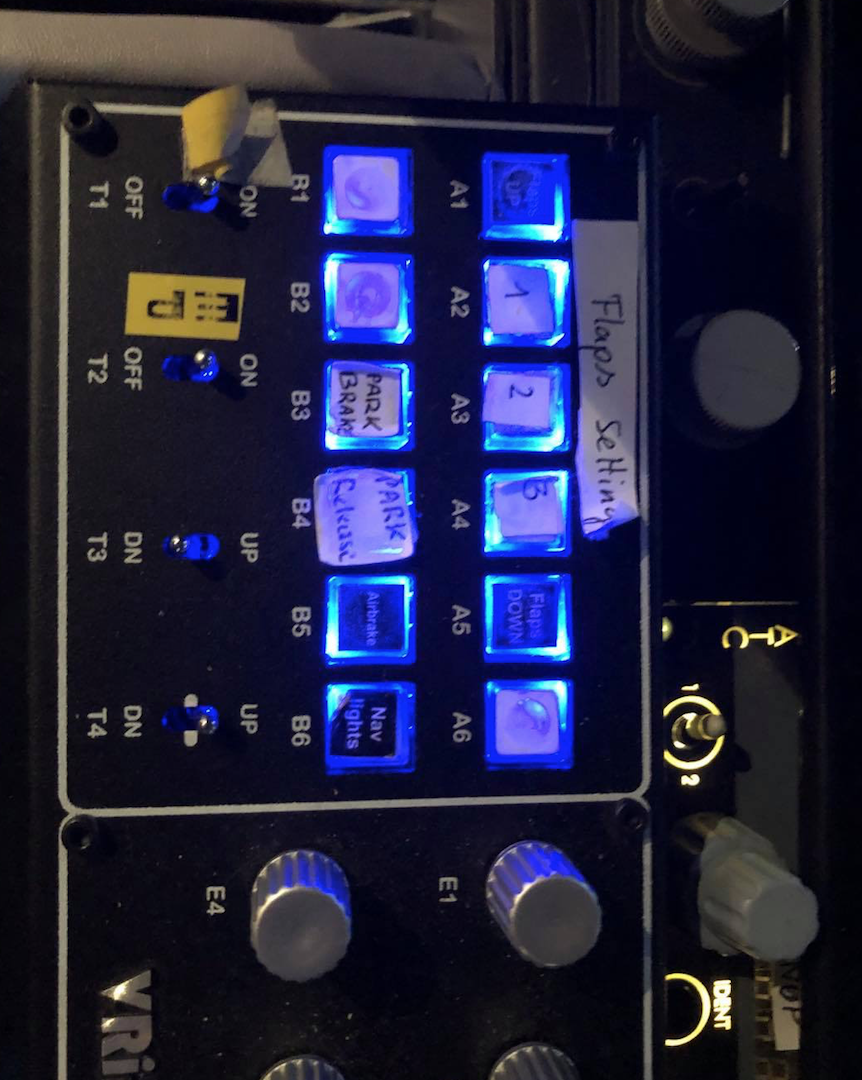 Flaps Setting
Flaps
UP
1
2
3
Flaps
DOWN
A1 A2 A3 A4 A5 A6
PARK
BRAKE
PARK
Release
Airbrake
Nav
lights
B1 B2 B3 B4 B5 B6
ON ON UP UP
OFF OFF DN DN
T1 T2 T3 T4
E1
E4
VRi
ATC
1
2
IDENT